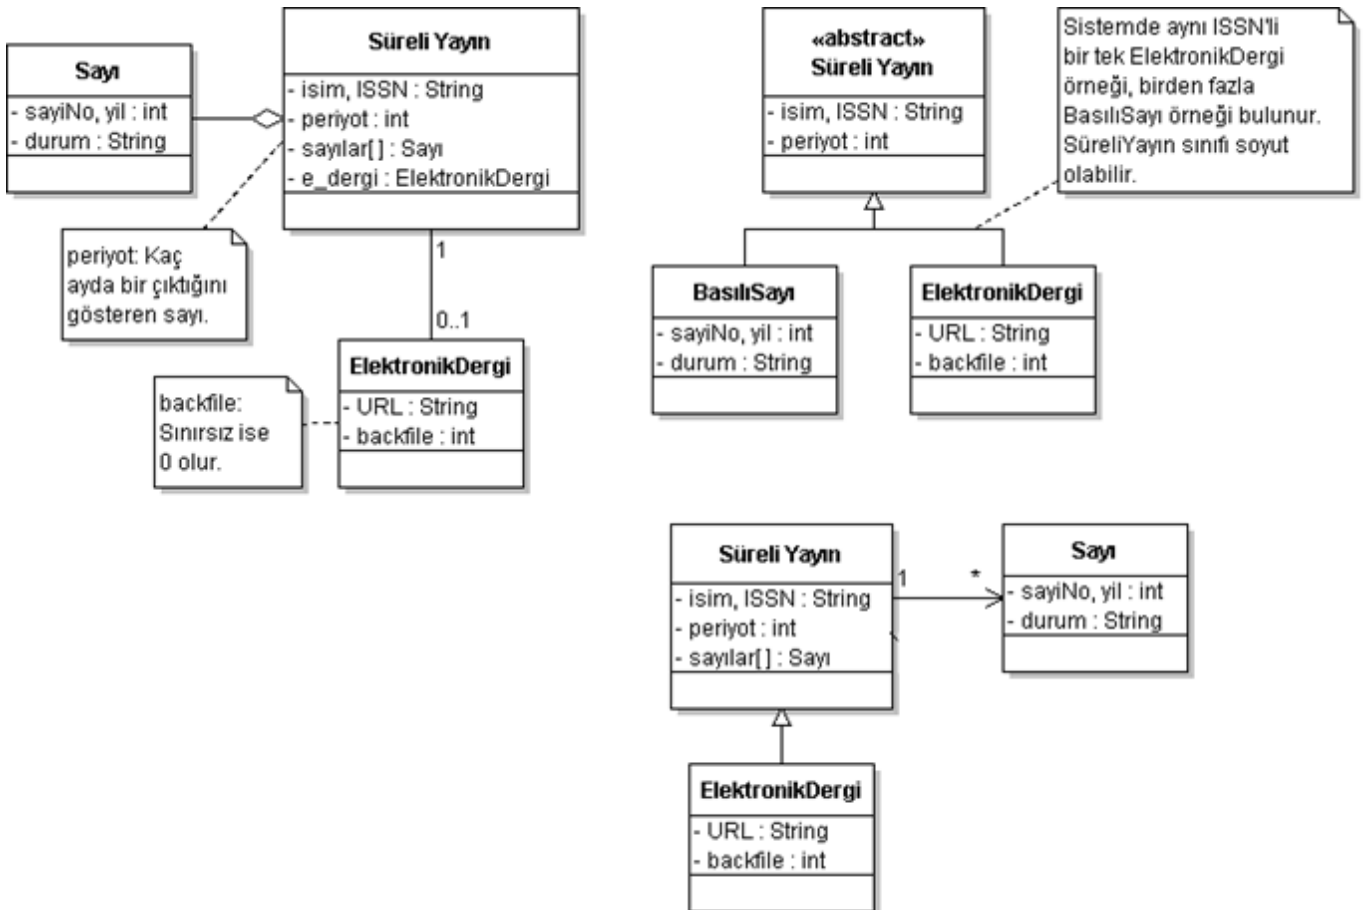 Sayı
- sayiNo, yil : int
- durum : String
Süreli Yayın
- isim, ISSN : String
- periyot : int
- sayılar[] : Sayı
- e_dergi : ElektronikDergi
periyot: Kaç
ayda bir çıktığını
gösteren sayı.
1
0..1
ElektronikDergi
- URL : String
- backfile : int
backfile:
Sınırsız ise
0 olur.
«abstract»
Süreli Yayın
- isim, ISSN : String
- periyot : int
Sistemde aynı ISSN'li
bir tek ElektronikDergi
örneği, birden fazla
BasılıSayı örneği bulunur.
SüreliYayın sınıfı soyut
olabilir.
BasılıSayı
- sayiNo, yil : int
- durum : String
ElektronikDergi
- URL : String
- backfile : int
Süreli Yayın
- isim, ISSN : String
- periyot : int
- sayılar[] : Sayı
1
*
Sayı
- sayiNo, yil : int
- durum : String
ElektronikDergi
- URL : String
- backfile : int